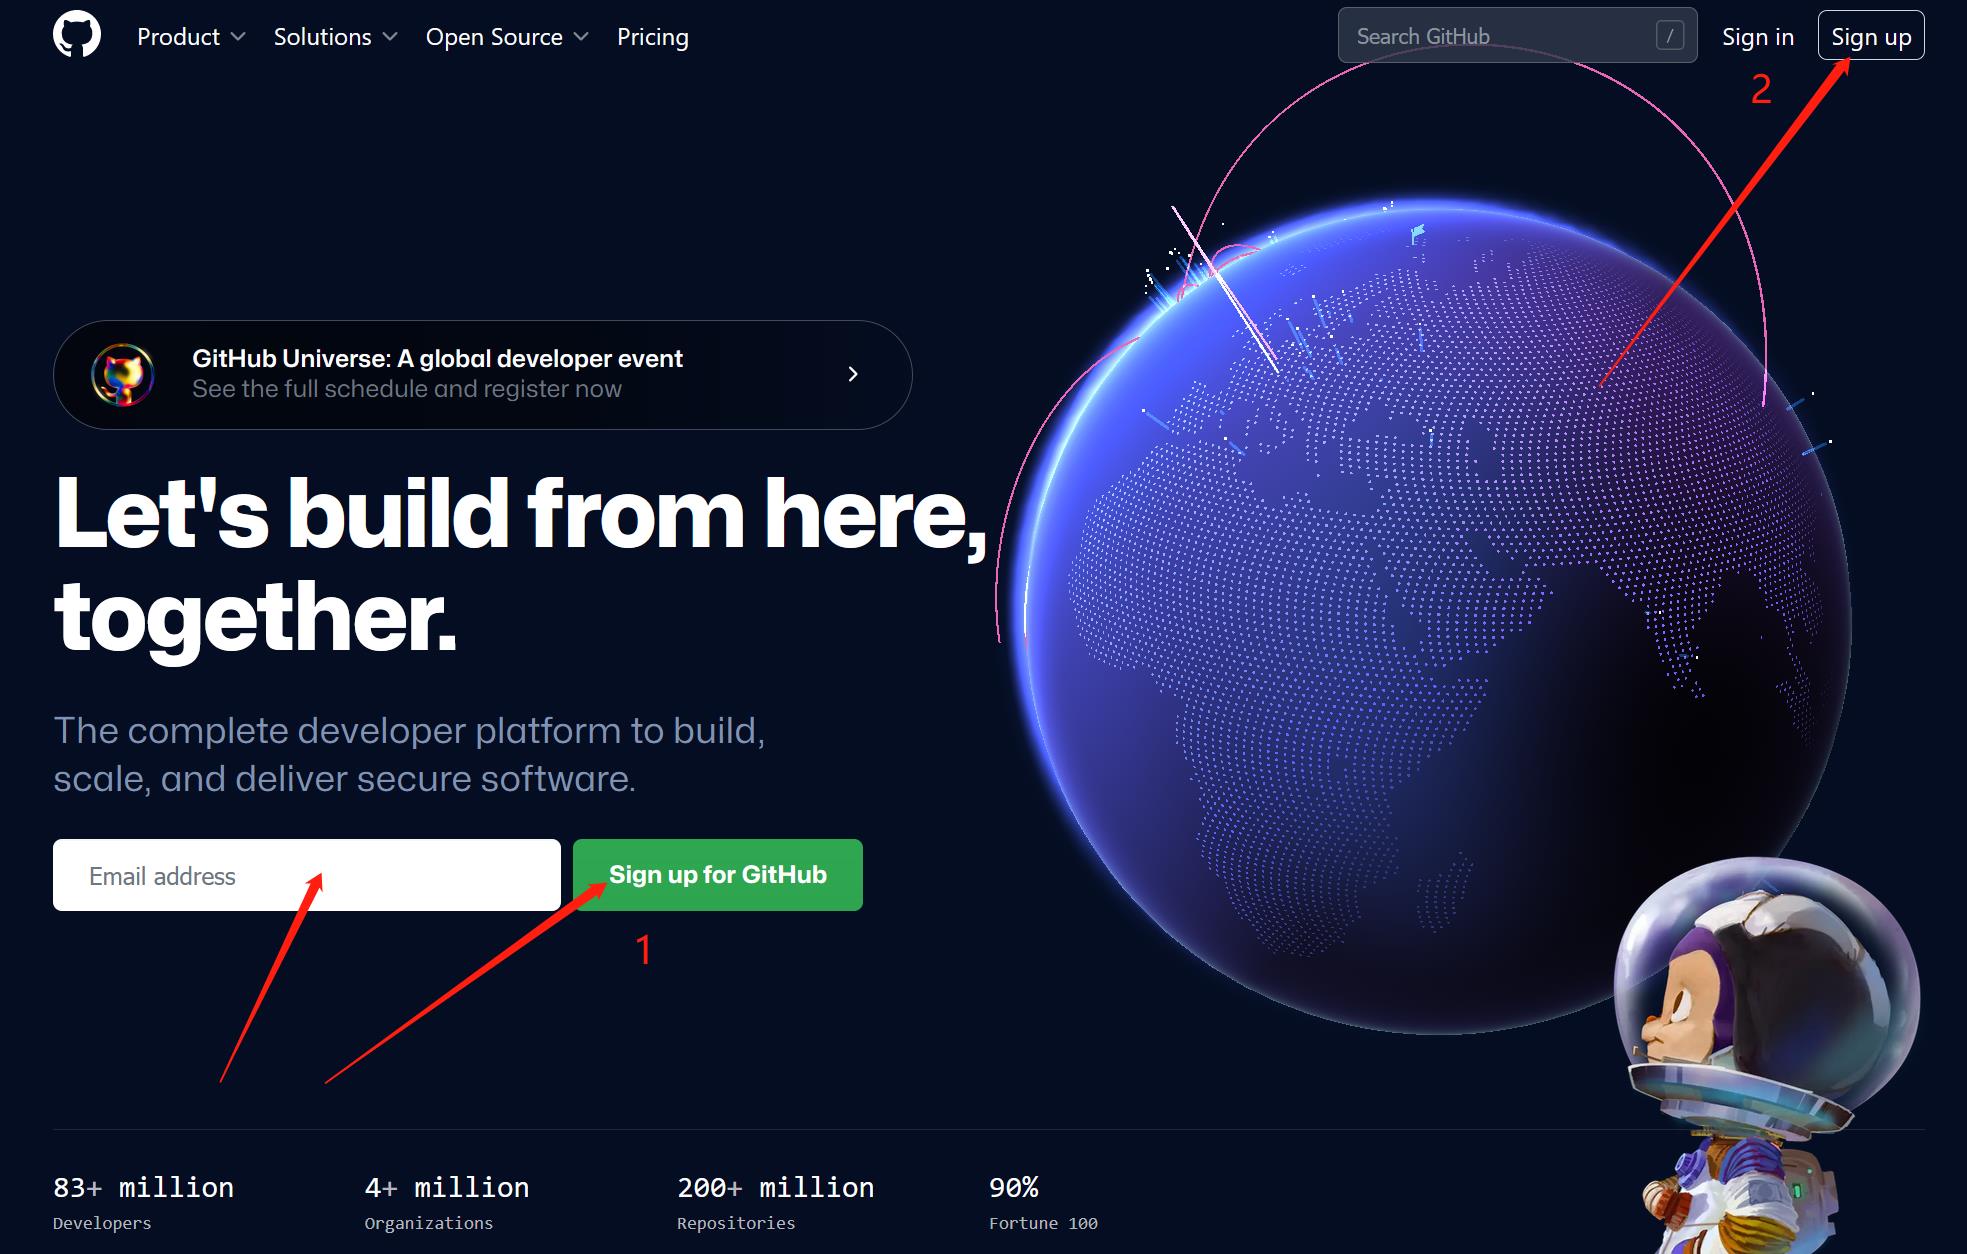 Product Solutions Open Source Pricing Search GitHub / Sign in Sign up
2
GitHub Universe: A global developer event
See the full schedule and register now
Let's build from here,
together.
The complete developer platform to build,
scale, and deliver secure software.
Email address Sign up for GitHub
1
83+ million 4+ million 200+ million 90%
Developers Organizations Repositories Fortune 100